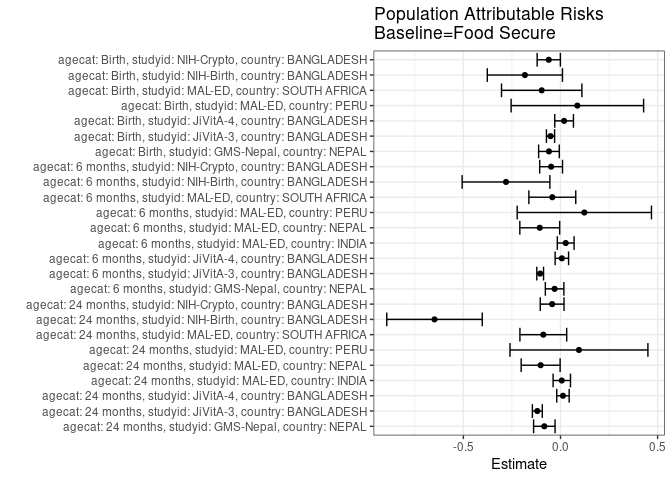 Population Attributable Risks
Baseline=Food Secure
agecat: Birth, studyid: NIH-Crypto, country: BANGLADESH
agecat: Birth, studyid: NIH-Birth, country: BANGLADESH
agecat: Birth, studyid: MAL-ED, country: SOUTH AFRICA
agecat: Birth, studyid: MAL-ED, country: PERU
agecat: Birth, studyid: JiVitA-4, country: BANGLADESH
agecat: Birth, studyid: JiVitA-3, country: BANGLADESH
agecat: Birth, studyid: GMS-Nepal, country: NEPAL
agecat: 6 months, studyid: NIH-Crypto, country: BANGLADESH
agecat: 6 months, studyid: NIH-Birth, country: BANGLADESH
agecat: 6 months, studyid: MAL-ED, country: SOUTH AFRICA
agecat: 6 months, studyid: MAL-ED, country: PERU
agecat: 6 months, studyid: MAL-ED, country: NEPAL
agecat: 6 months, studyid: MAL-ED, country: INDIA
agecat: 6 months, studyid: JiVitA-4, country: BANGLADESH
agecat: 6 months, studyid: JiVitA-3, country: BANGLADESH
agecat: 6 months, studyid: GMS-Nepal, country: NEPAL
agecat: 24 months, studyid: NIH-Crypto, country: BANGLADESH
agecat: 24 months, studyid: NIH-Birth, country: BANGLADESH
agecat: 24 months, studyid: MAL-ED, country: SOUTH AFRICA
agecat: 24 months, studyid: MAL-ED, country: PERU
agecat: 24 months, studyid: MAL-ED, country: NEPAL
agecat: 24 months, studyid: MAL-ED, country: INDIA
agecat: 24 months, studyid: JiVitA-4, country: BANGLADESH
agecat: 24 months, studyid: JiVitA-3, country: BANGLADESH
agecat: 24 months, studyid: GMS-Nepal, country: NEPAL
-0.5 0.0 0.5
Estimate